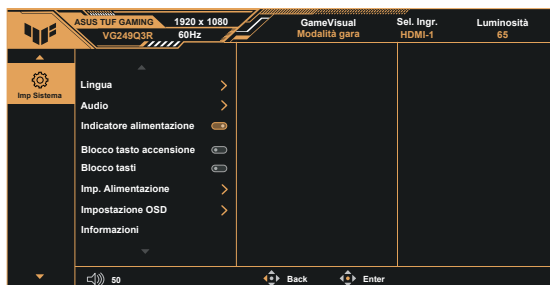 ASUS TUF GAMING 1920 x 1080
VG249Q3R 60Hz
GameVisual
Modalità gara
Sel. Ingr.
HDMI-1
Luminosità
65
Imp Sistema
Lingua
Audio
Indicatore alimentazione
Blocco tasto accensione
Blocco tasti
Imp. Alimentazione
Impostazione OSD
Informazioni
50
Back
Enter